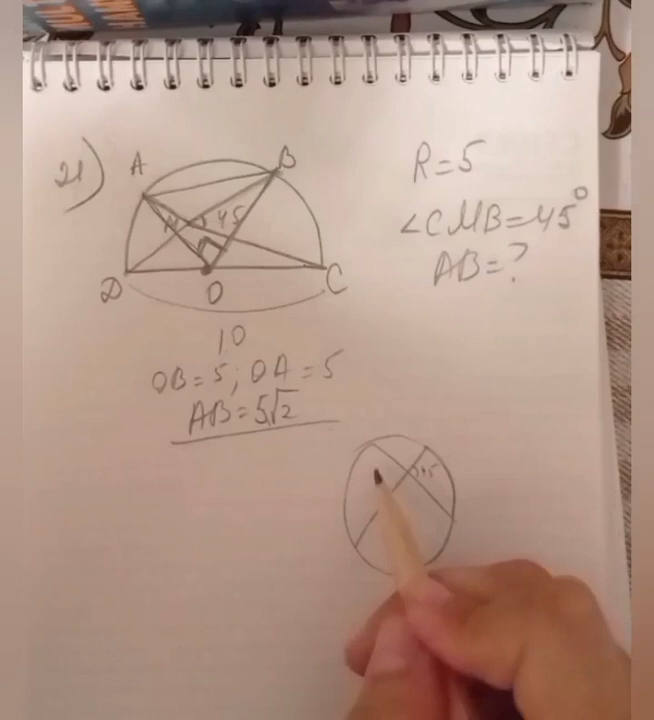 21)
A
B
R=5
M
45
∠CMB=45°
AB=?
D
O
C
10
OB=5; OA=5
AB=5√2
45